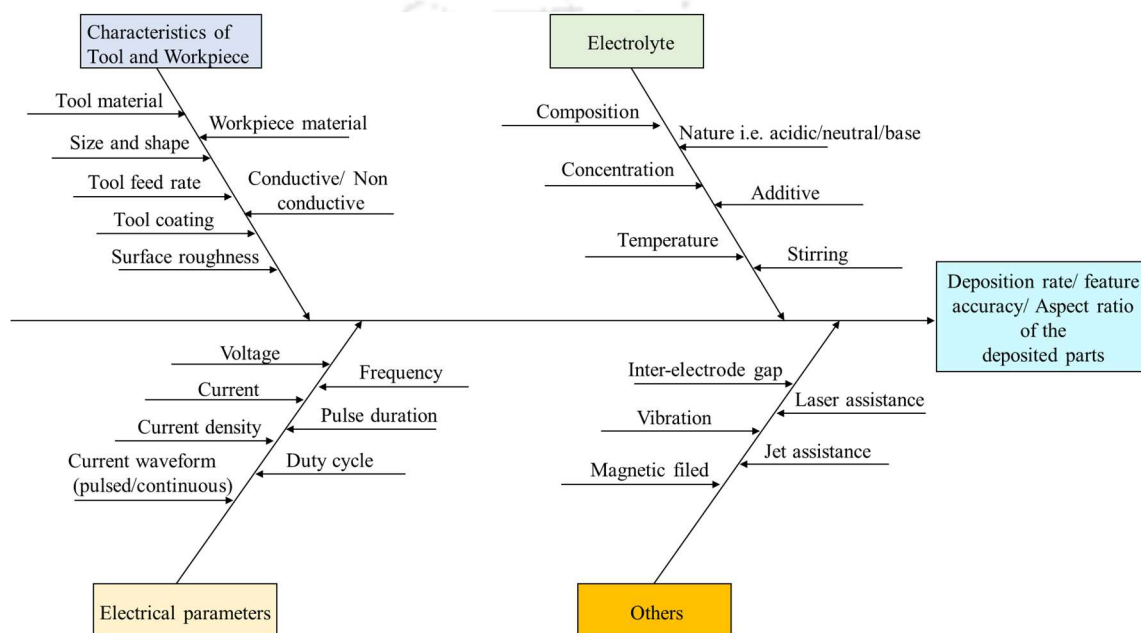 Characteristics of
Tool and Workpiece
Tool material
Workpiece material
Size and shape
Tool feed rate
Conductive/ Non
conductive
Tool coating
Surface roughness
Electrolyte
Composition
Nature i.e. acidic/neutral/base
Concentration
Additive
Temperature
Stirring
Deposition rate/ feature
accuracy/ Aspect ratio
of the
deposited parts
Voltage
Frequency
Current
Pulse duration
Current density
Duty cycle
Current waveform
(pulsed/continuous)
Electrical parameters
Inter-electrode gap
Laser assistance
Vibration
Jet assistance
Magnetic filed
Others